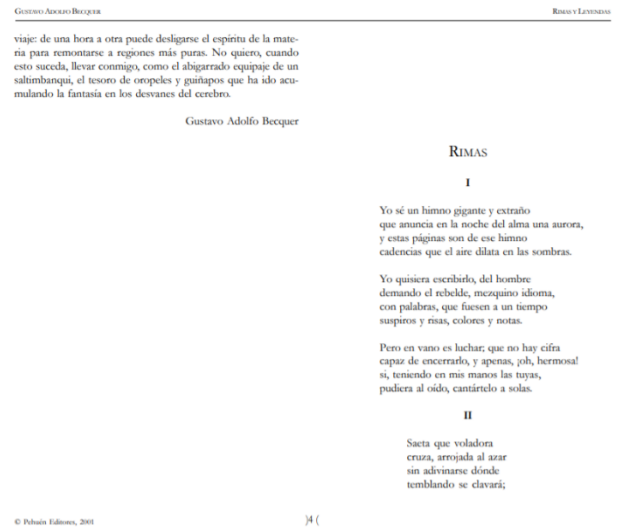 GUSTAVO ADOLFO BECQUER
RIMAS Y LEYENDAS
viaje: de una hora a otra puede desligarse el espíritu de la mate-
ria para remontarse a regiones más puras. No quiero, cuando
esto suceda, llevar conmigo, como el abigarrado equipaje de un
saltimbanqui, el tesoro de oropeles y guiñapos que ha ido acu-
mulando la fantasía en los desvanes del cerebro.
Gustavo Adolfo Becquer
RIMAS
I
Yo sé un himno gigante y extraño
que anuncia en la noche del alma una aurora,
y estas páginas son de ese himno
cadencias que el aire dilata en las sombras.
Yo quisiera escribirlo, del hombre
demando el rebelde, mezquino idioma,
con palabras, que fuesen a un tiempo
suspiros y risas, colores y notas.
Pero en vano es luchar; que no hay cifra
capaz de encerrarlo, y apenas, ¡oh, hermosa!
si, teniendo en mis manos las tuyas,
pudiera al oído, cantártelo a solas.
II
Saeta que voladora
cruza, arrojada al azar
sin adivinarse dónde
temblando se clavará;
© Pehuén Editores, 2001
)4(